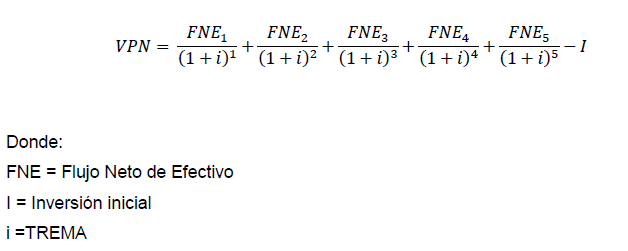 VPN = FNE₁/(1 + i)¹ + FNE₂/(1 + i)² + FNE₃/(1 + i)³ + FNE₄/(1 + i)⁴ + FNE₅/(1 + i)⁵ − I
Donde:
FNE = Flujo Neto de Efectivo
I = Inversión inicial
i =TREMA